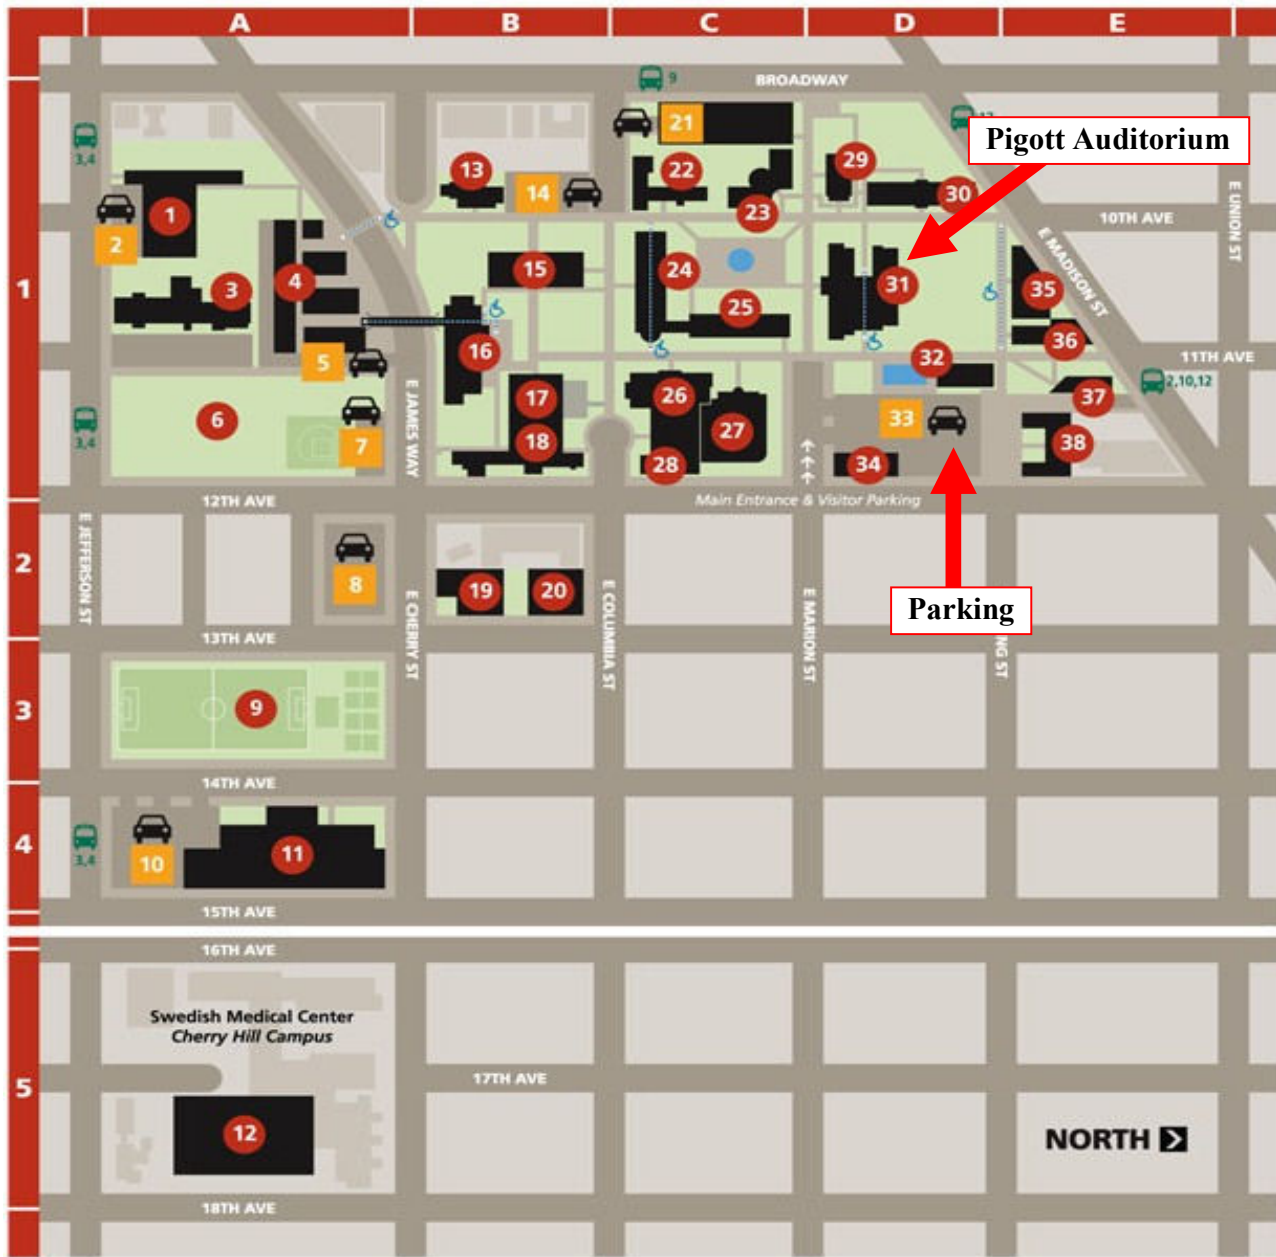 A
B
C
D
E
9
BROADWAY
Pigott Auditorium
3,4
21
13
22
29
14
30
1
23
10TH AVE
E UNION ST
2
E MADISON ST
1
15
24
4
3
31
35
25
5
16
32
36
11TH AVE
2,10,12
26
17
37
6
E JAMES WAY
33
27
3,4
7
18
38
28
34
12TH AVE
Main Entrance & Visitor Parking
E JEFFERSON ST
2
8
19
20
E CHERRY ST
E COLUMBIA ST
E MARION ST
Parking
13TH AVE
NG ST
3
9
14TH AVE
4
3,4
10
11
15TH AVE
16TH AVE
Swedish Medical Center
Cherry Hill Campus
5
17TH AVE
12
NORTH
18TH AVE